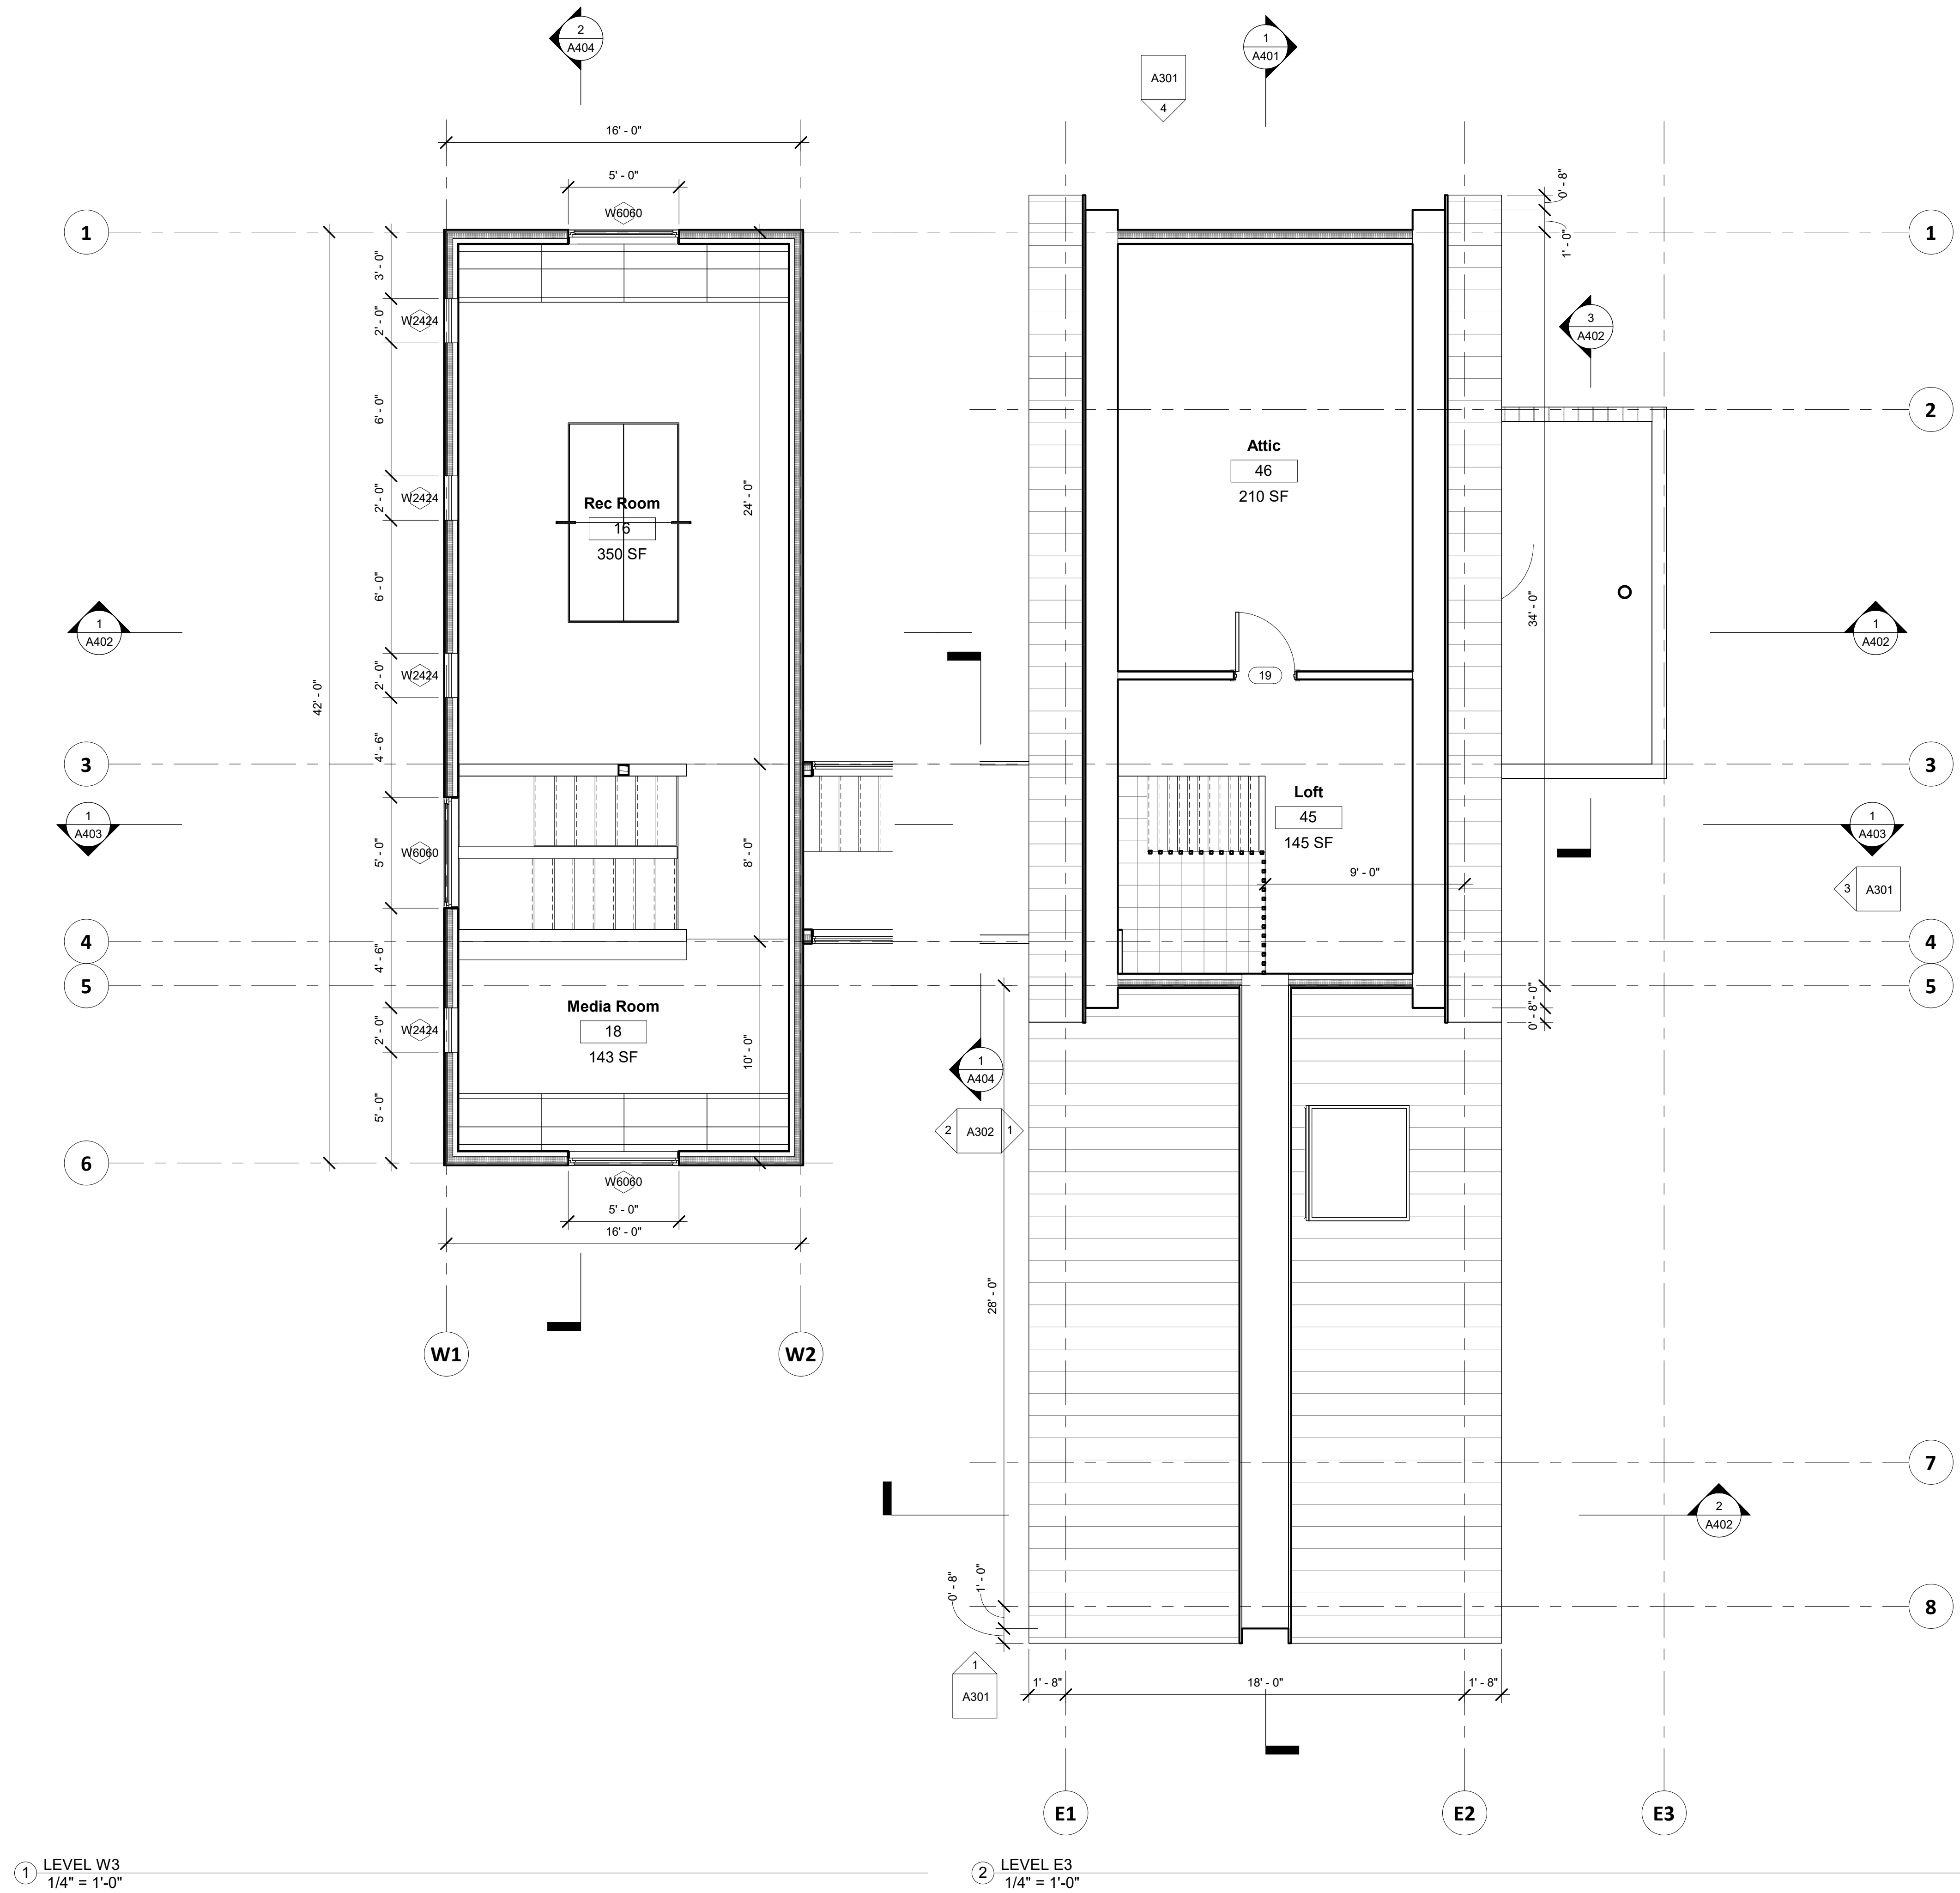 2
A404
1
A401
A301
4
16' - 0"
5' - 0"
W6060
0' - 8"
1' - 0"
1
1
3' - 0"
2' - 0"
W2424
3
A402
6' - 0"
2
Attic
46
210 SF
2' - 0"
W2424
24' - 0"
Rec Room
16
350 SF
6' - 0"
34' - 0"
1
A402
1
A402
2' - 0"
W2424
19
42' - 0"
4' - 6"
3
3
Loft
45
145 SF
1
A403
1
A403
5' - 0"
W6060
8' - 0"
9' - 0"
3
A301
4
4
4' - 6"
5
5
Media Room
18
143 SF
2' - 0"
W2424
10' - 0"
0' - 8"
- 0"
1
A404
5' - 0"
2
A302
1
6
W6060
5' - 0"
16' - 0"
28' - 0"
W1
W2
7
2
A402
0' - 8"
1' - 0"
8
1
A301
1' - 8"
18' - 0"
1' - 8"
E1
E2
E3
1
LEVEL W3
1/4" = 1'-0"
2
LEVEL E3
1/4" = 1'-0"